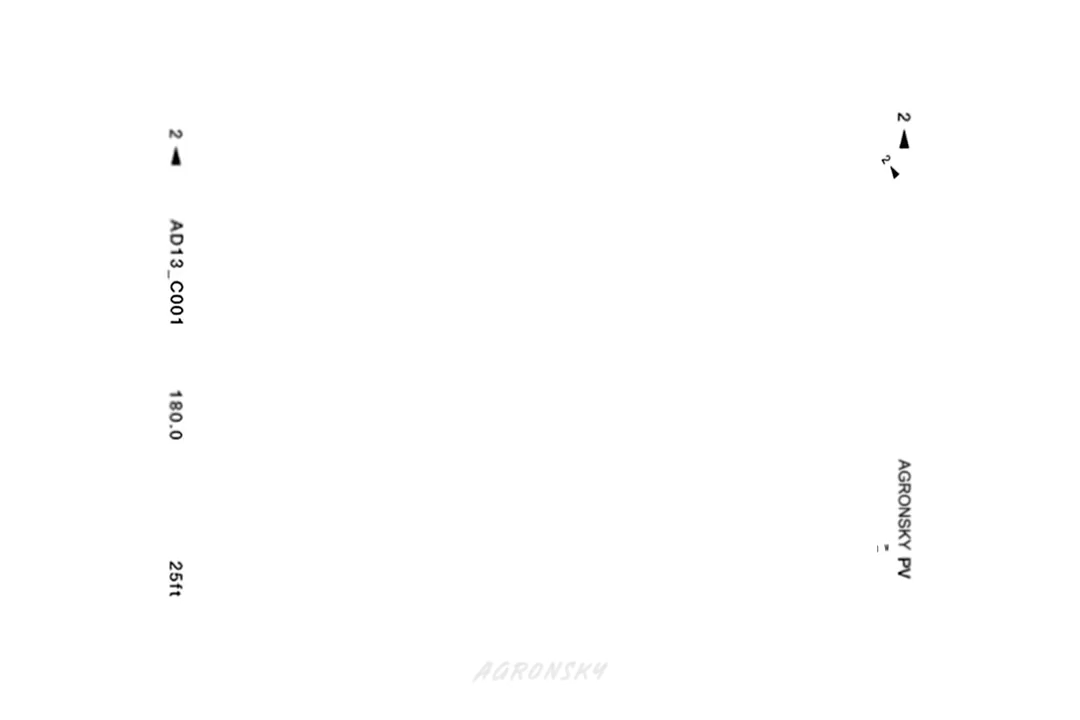 2 ◄
AD13_C001
180.0
25ft
2 ◄
2 ◄
AGRONSKY PV
AGRONSKY